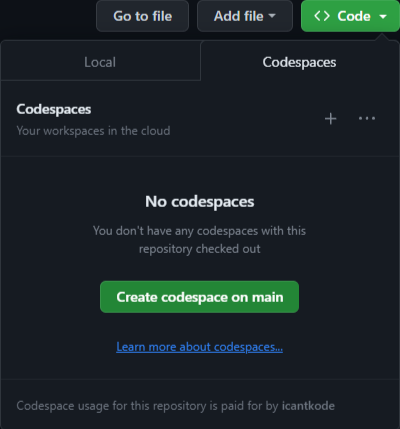 Go to file Add file <> Code
Local Codespaces
Codespaces
Your workspaces in the cloud
No codespaces
You don't have any codespaces with this
repository checked out
Create codespace on main
Learn more about codespaces...
Codespace usage for this repository is paid for by icantkode